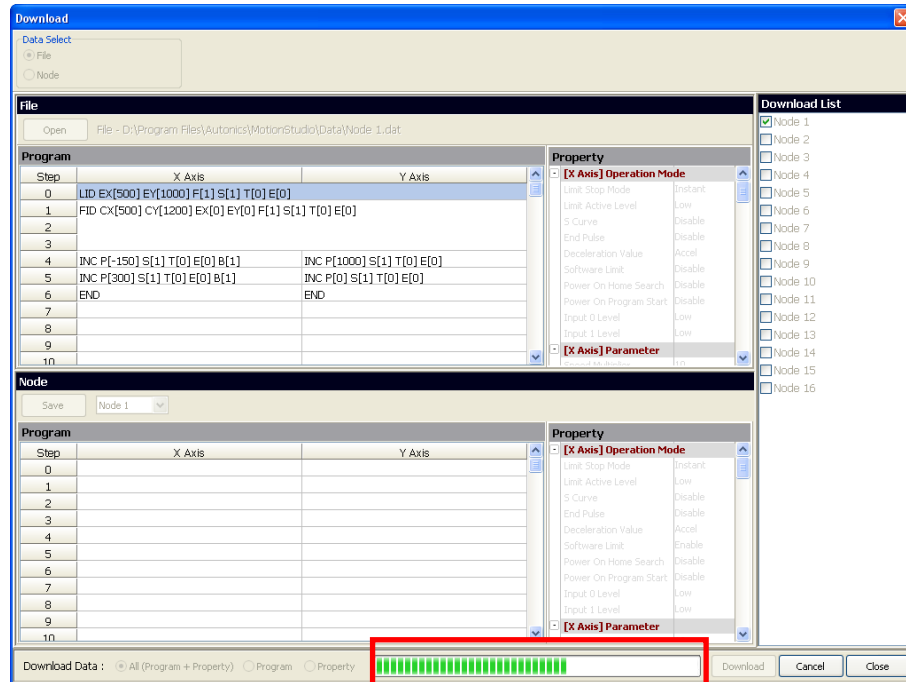 Download
Data Select
File
Node
File
Open File - D:\Program Files\Autonics\MotionStudio\Data\Node 1.dat
Program
Step X Axis Y Axis
0 LID EX[500] EY[1000] F[1] S[1] T[0] E[0]
1 FID CX[500] CY[1200] EX[0] EY[0] F[1] S[1] T[0] E[0]
2
3
4 INC P[-150] S[1] T[0] E[0] B[1] INC P[1000] S[1] T[0] E[0]
5 INC P[300] S[1] T[0] E[0] B[1] INC P[0] S[1] T[0] E[0]
6 END END
7
8
9
10
Property
[X Axis] Operation Mode
Limit Stop Mode Instant
Limit Active Level Low
S Curve Disable
End Pulse Disable
Deceleration Value Accel
Software Limit Disable
Power On Home Search Disable
Power On Program Start Disable
Input 0 Level Low
Input 1 Level Low
[X Axis] Parameter
Speed Multiplier 10
Download List
Node 1
Node 2
Node 3
Node 4
Node 5
Node 6
Node 7
Node 8
Node 9
Node 10
Node 11
Node 12
Node 13
Node 14
Node 15
Node 16
Node
Save Node 1
Program
Step X Axis Y Axis
0
1
2
3
4
5
6
7
8
9
10
Property
[X Axis] Operation Mode
Limit Stop Mode Instant
Limit Active Level Low
S Curve Disable
End Pulse Disable
Deceleration Value Accel
Software Limit Enable
Power On Home Search Disable
Power On Program Start Disable
Input 0 Level Low
Input 1 Level Low
[X Axis] Parameter
Download Data : All (Program + Property) Program Property Download Cancel Close